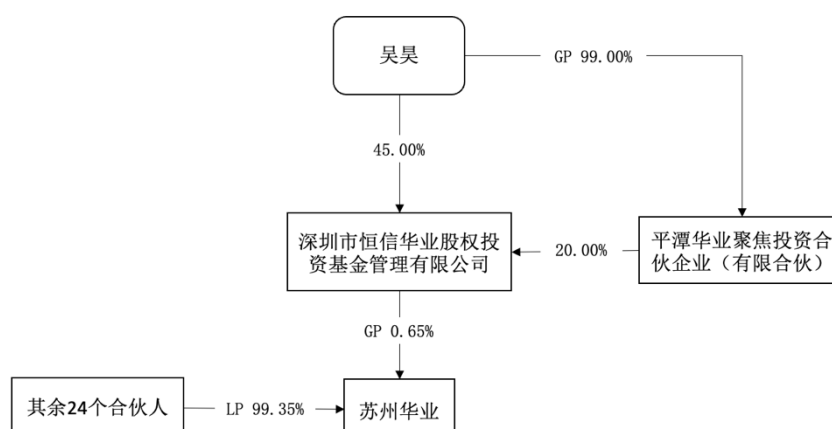 吴昊
GP 99.00%
45.00%
深圳市恒信华业股权投
资基金管理有限公司
20.00%
平潭华业聚焦投资合
伙企业（有限合伙）
GP 0.65%
其余24个合伙人
LP 99.35%
苏州华业